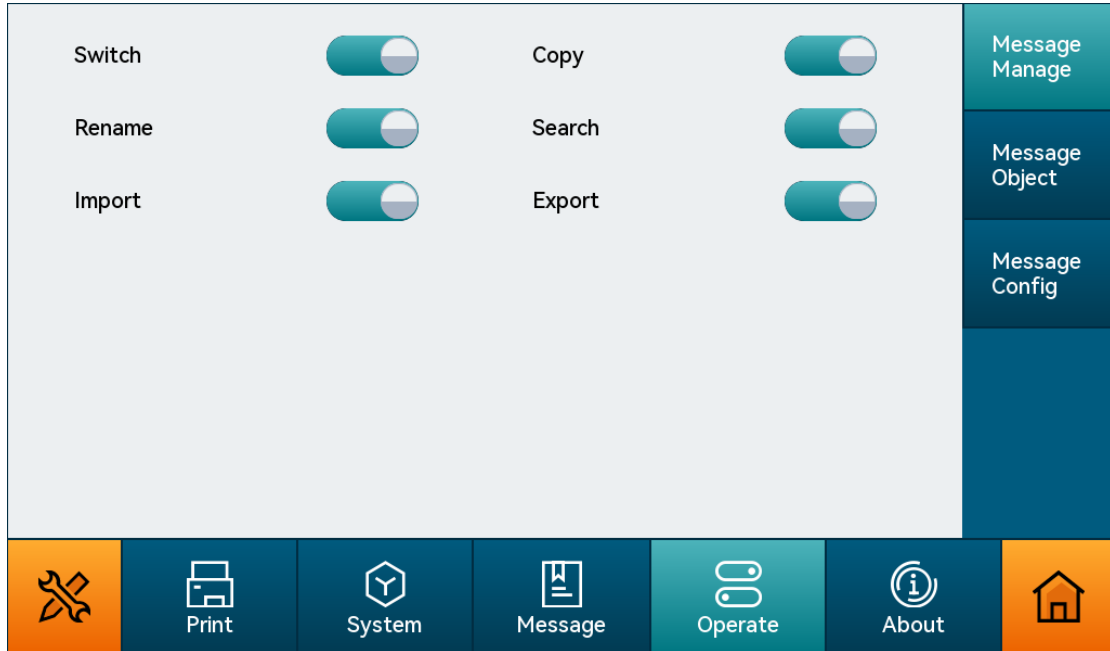 Switch
Copy
Rename
Search
Import
Export
Message
Manage
Message
Object
Message
Config
Print
System
Message
Operate
About